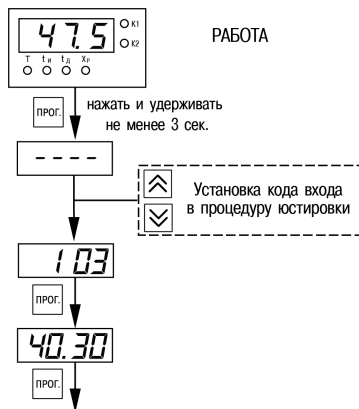 47.5
К1
К2
T tи tд Xp
РАБОТА
ПРОГ.
нажать и удерживать
не менее 3 сек.
----
Установка кода входа
в процедуру юстировки
103
ПРОГ.
40.30
ПРОГ.